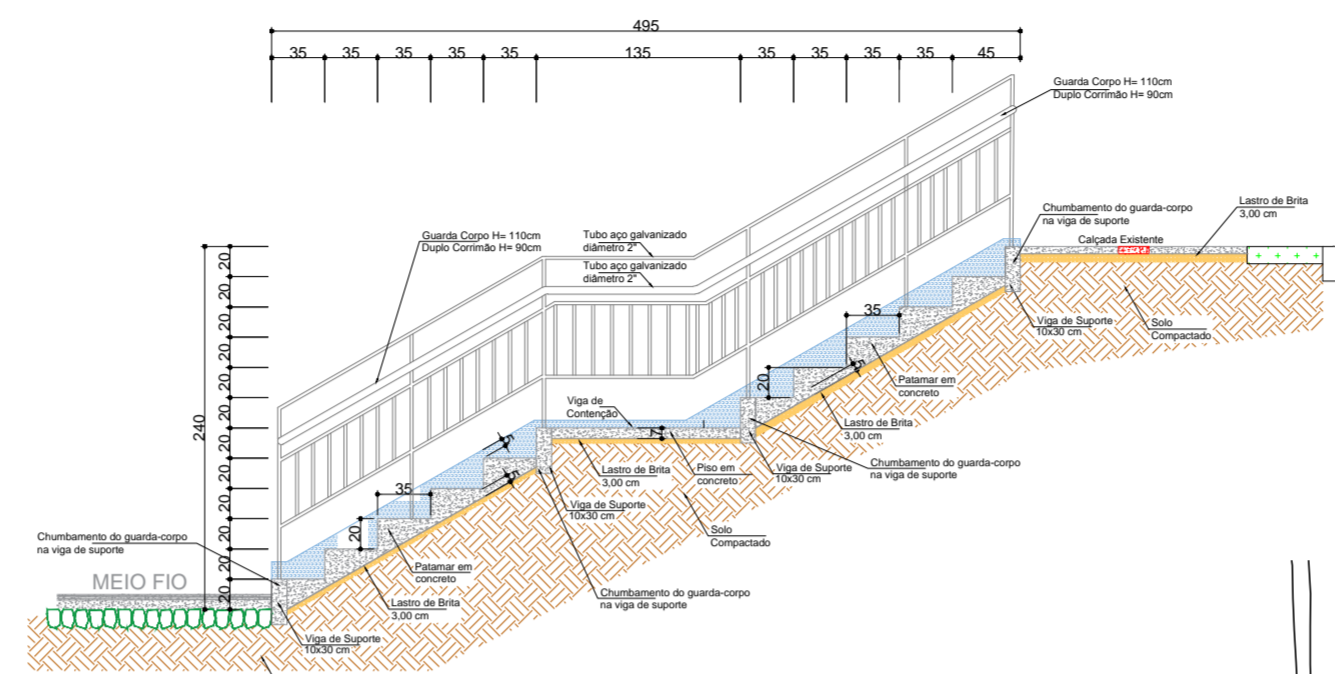 495
35 35 35 35 35 135 35 35 35 35 45
Guarda Corpo H= 110cm
Duplo Corrimão H= 90cm
Chumbamento do guarda-corpo
na viga de suporte
Lastro de Brita
3,00 cm
Calçada Existente
Guarda Corpo H= 110cm
Duplo Corrimão H= 90cm
Tubo aço galvanizado
diâmetro 2"
Tubo aço galvanizado
diâmetro 2"
240
20
20
20
20
20
20
20
20
20
20
20
20
35
Viga de Suporte
10x30 cm
Solo
Compactado
5
20
Patamar em
concreto
Viga de
Contenção
7
Lastro de Brita
3,00 cm
5
5
Lastro de Brita
3,00 cm
Piso em
concreto
Viga de Suporte
10x30 cm
Chumbamento do guarda-corpo
na viga de suporte
35
Viga de Suporte
10x30 cm
20
Solo
Compactado
Chumbamento do guarda-corpo
na viga de suporte
Patamar em
concreto
MEIO FIO
Lastro de Brita
3,00 cm
Chumbamento do guarda-corpo
na viga de suporte
Viga de Suporte
10x30 cm